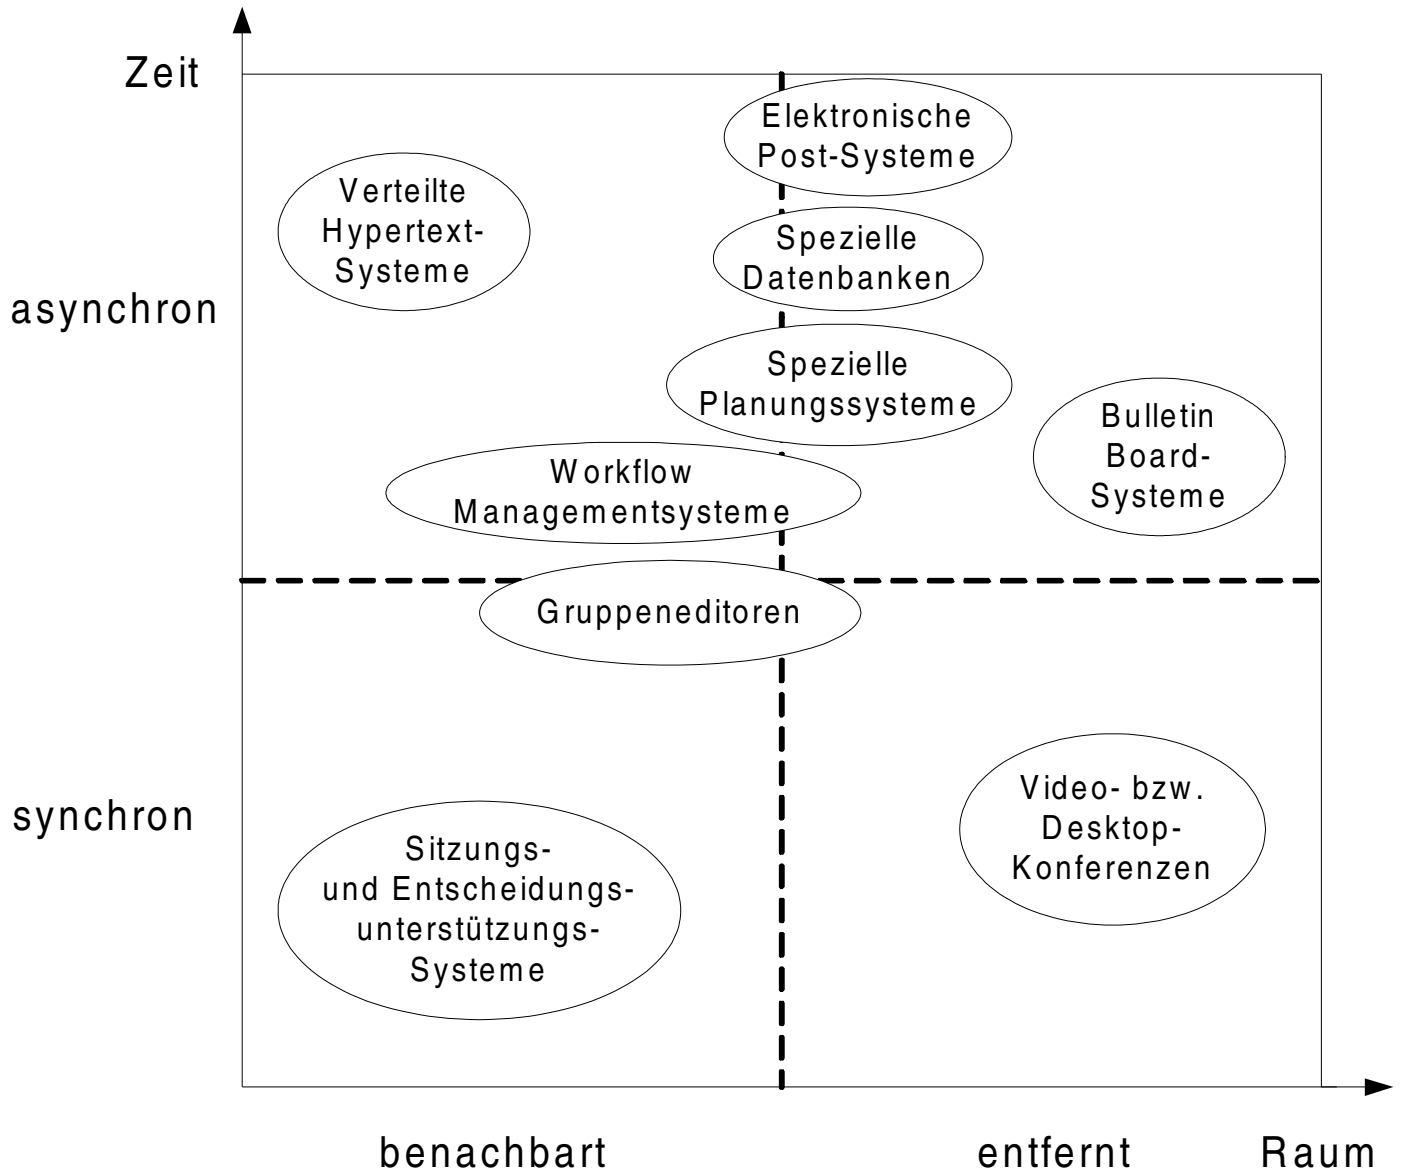 Zeit
Elektronische
Post-Systeme
Verteilte
Hypertext-
Systeme
Spezielle
Datenbanken
asynchron
Spezielle
Planungssysteme
Bulletin
Board-
Systeme
Workflow
Managementsysteme
Gruppeneditoren
synchron
Video- bzw.
Desktop-
Konferenzen
Sitzungs-
und Entscheidungs-
unterstützungs-
Systeme
benachbart
entfernt
Raum